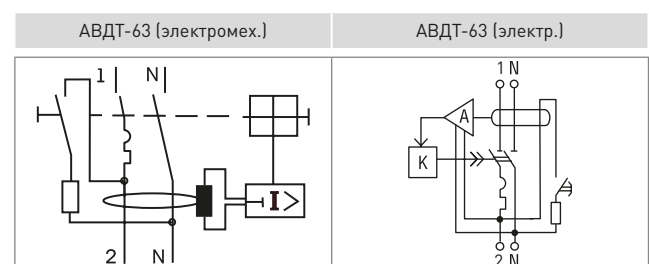 АВДТ-63 (электромех.)
АВДТ-63 (электр.)
1 N
I>
2 N
1 N
A
K
2 N